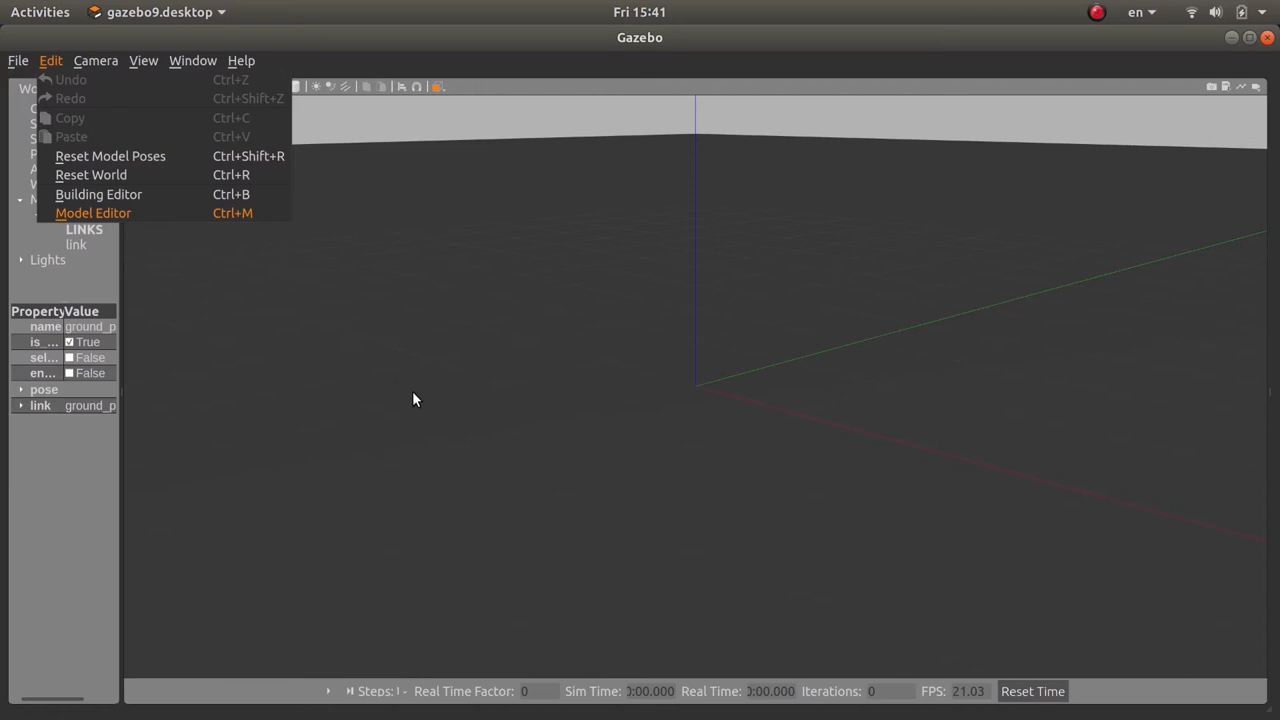 Activities gazebo9.desktop Fri 15:41 en
Gazebo
File Edit Camera View Window Help
Undo Ctrl+Z
Redo Ctrl+Shift+Z
Copy Ctrl+C
Paste Ctrl+V
Reset Model Poses Ctrl+Shift+R
Reset World Ctrl+R
Building Editor Ctrl+B
Model Editor Ctrl+M
LINKS
link
Lights
Property Value
name ground_p
is_... True
sel... False
en... False
pose
link ground_p
Steps: Real Time Factor: 0 Sim Time: 0:00.000 Real Time: 0:00.000 Iterations: 0 FPS: 21.03 Reset Time